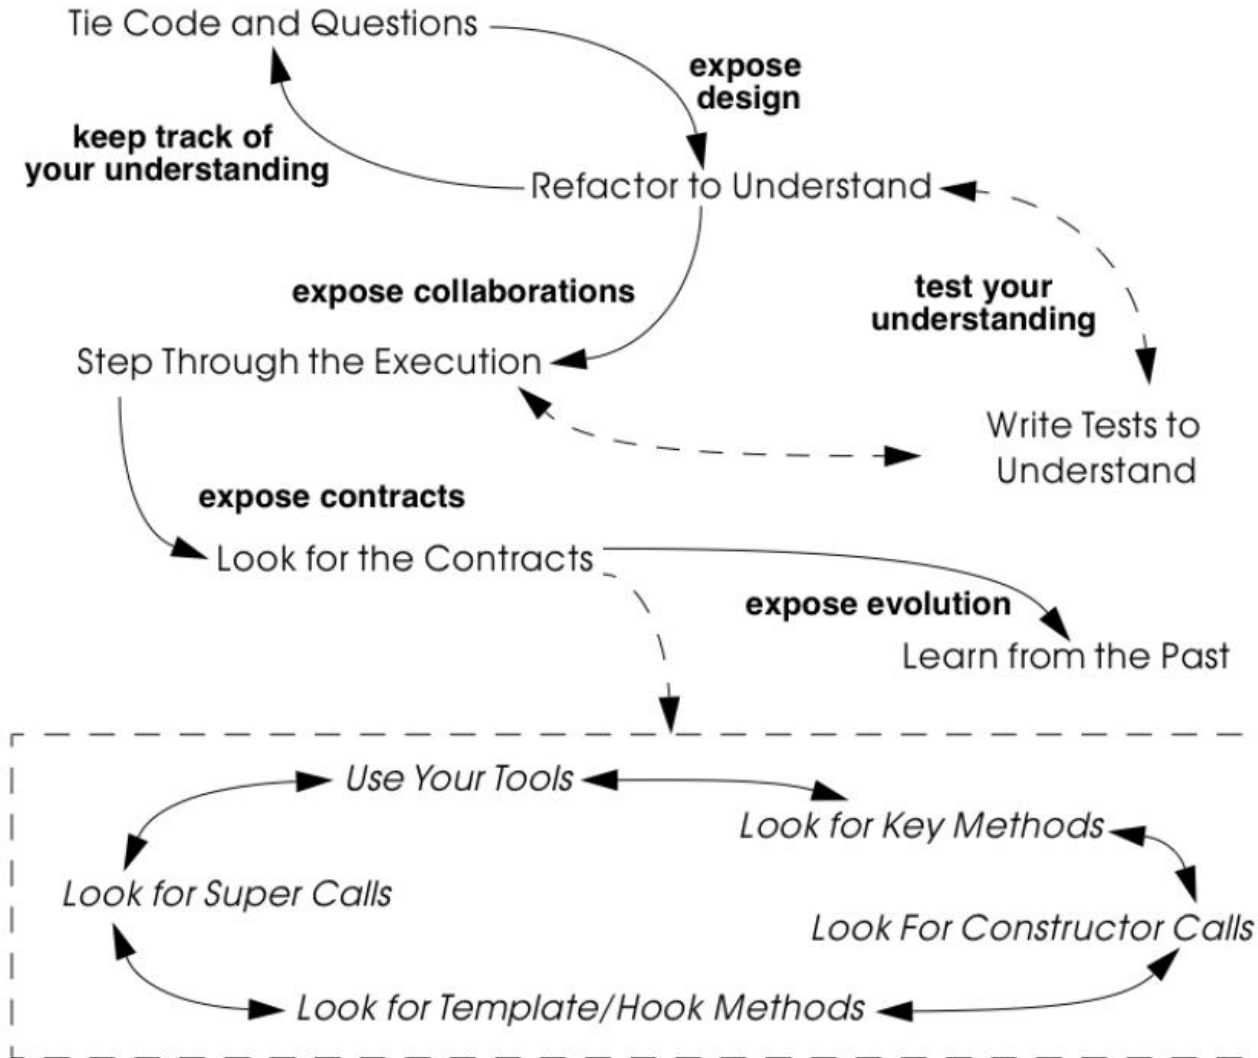 Tie Code and Questions
expose
design
keep track of
your understanding
Refactor to Understand
expose collaborations
test your
understanding
Step Through the Execution
Write Tests to
Understand
expose contracts
Look for the Contracts
expose evolution
Learn from the Past
Use Your Tools
Look for Key Methods
Look for Super Calls
Look For Constructor Calls
Look for Template/Hook Methods